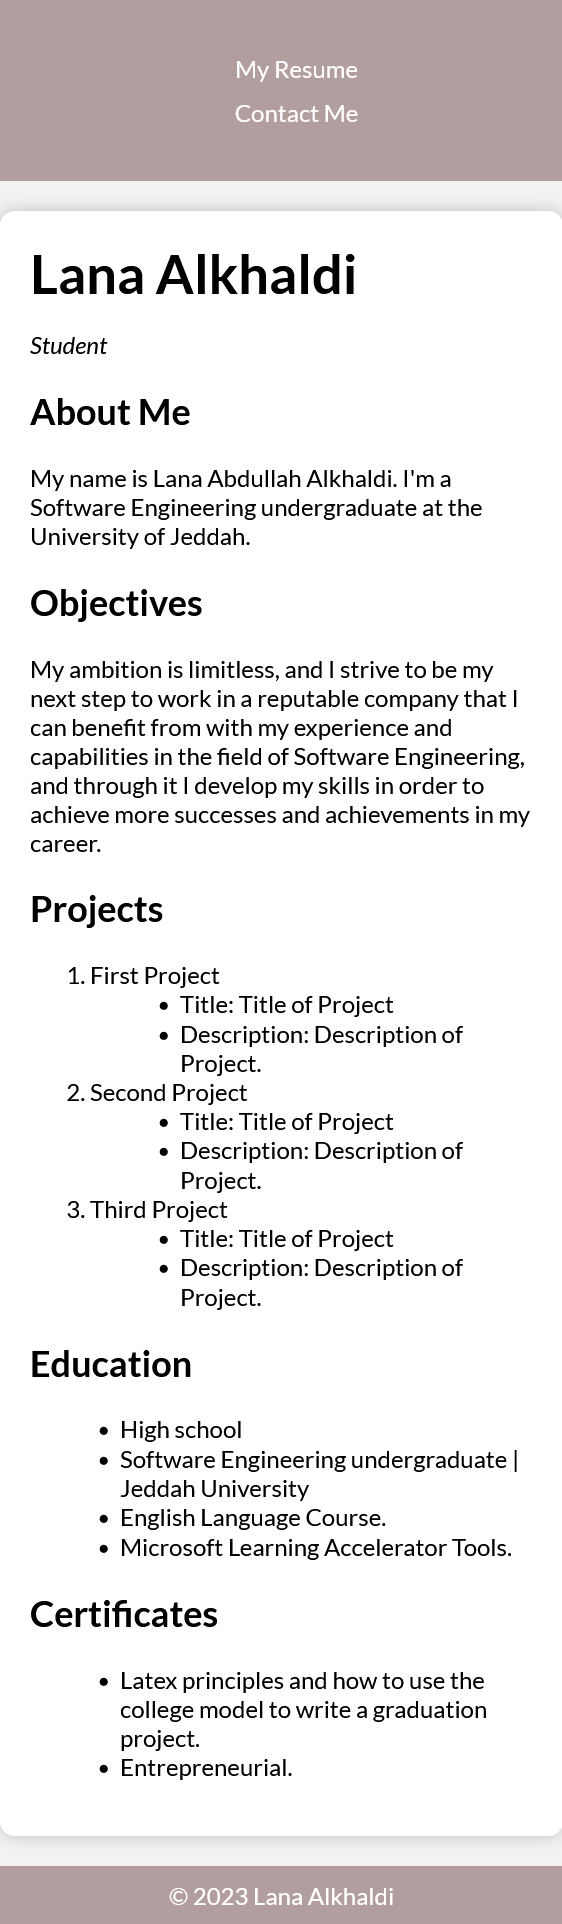 My Resume
Contact Me
Lana Alkhaldi
Student
About Me
My name is Lana Abdullah Alkhaldi. I'm a
Software Engineering undergraduate at the
University of Jeddah.
Objectives
My ambition is limitless, and I strive to be my
next step to work in a reputable company that I
can benefit from with my experience and
capabilities in the field of Software Engineering,
and through it I develop my skills in order to
achieve more successes and achievements in my
career.
Projects
1. First Project
• Title: Title of Project
• Description: Description of
Project.
2. Second Project
• Title: Title of Project
• Description: Description of
Project.
3. Third Project
• Title: Title of Project
• Description: Description of
Project.
Education
• High school
• Software Engineering undergraduate |
Jeddah University
• English Language Course.
• Microsoft Learning Accelerator Tools.
Certificates
• Latex principles and how to use the
college model to write a graduation
project.
• Entrepreneurial.
© 2023 Lana Alkhaldi